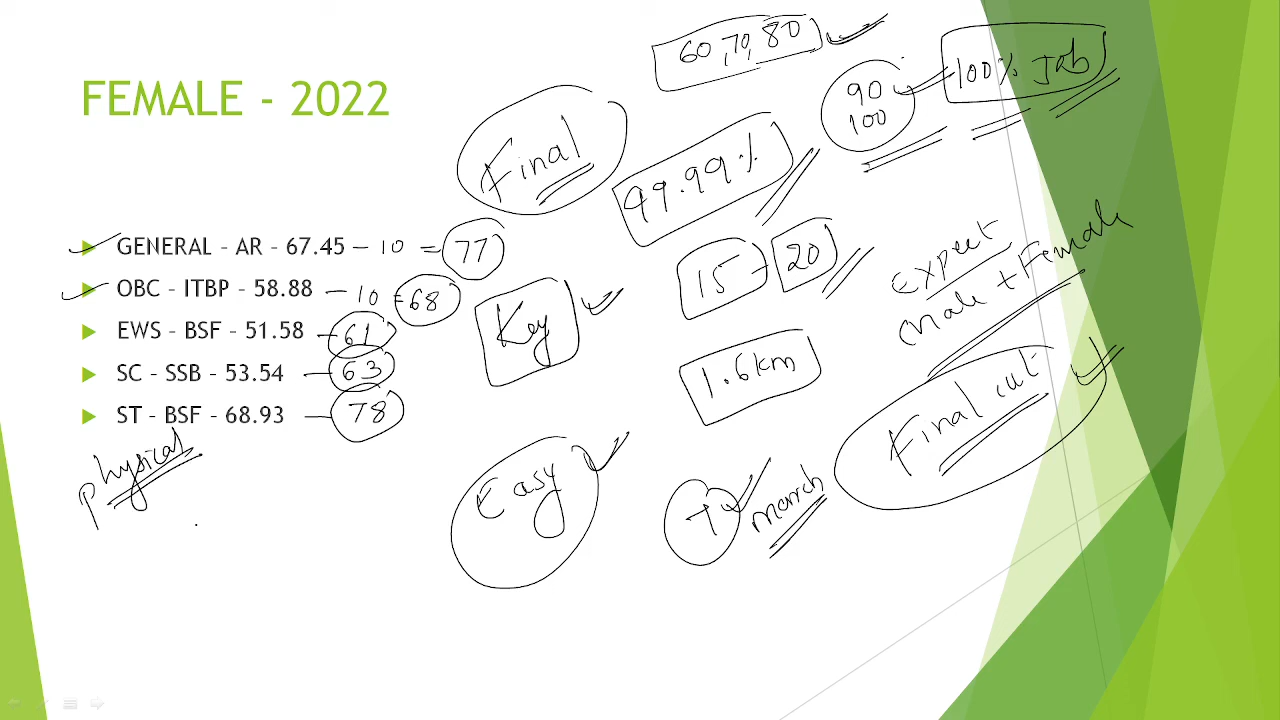 FEMALE - 2022
60, 70, 80
90
100
100% Job
Final
99.99%
GENERAL - AR - 67.45 - 10 = 77
OBC - ITBP - 58.88 - 10 = 68
EWS - BSF - 51.58 - 61
SC - SSB - 53.54 - 63
ST - BSF - 68.93 - 78
Physical
Key
Easy
15 - 20
1.6km
7 March
Expect
Male + Female
Final cut